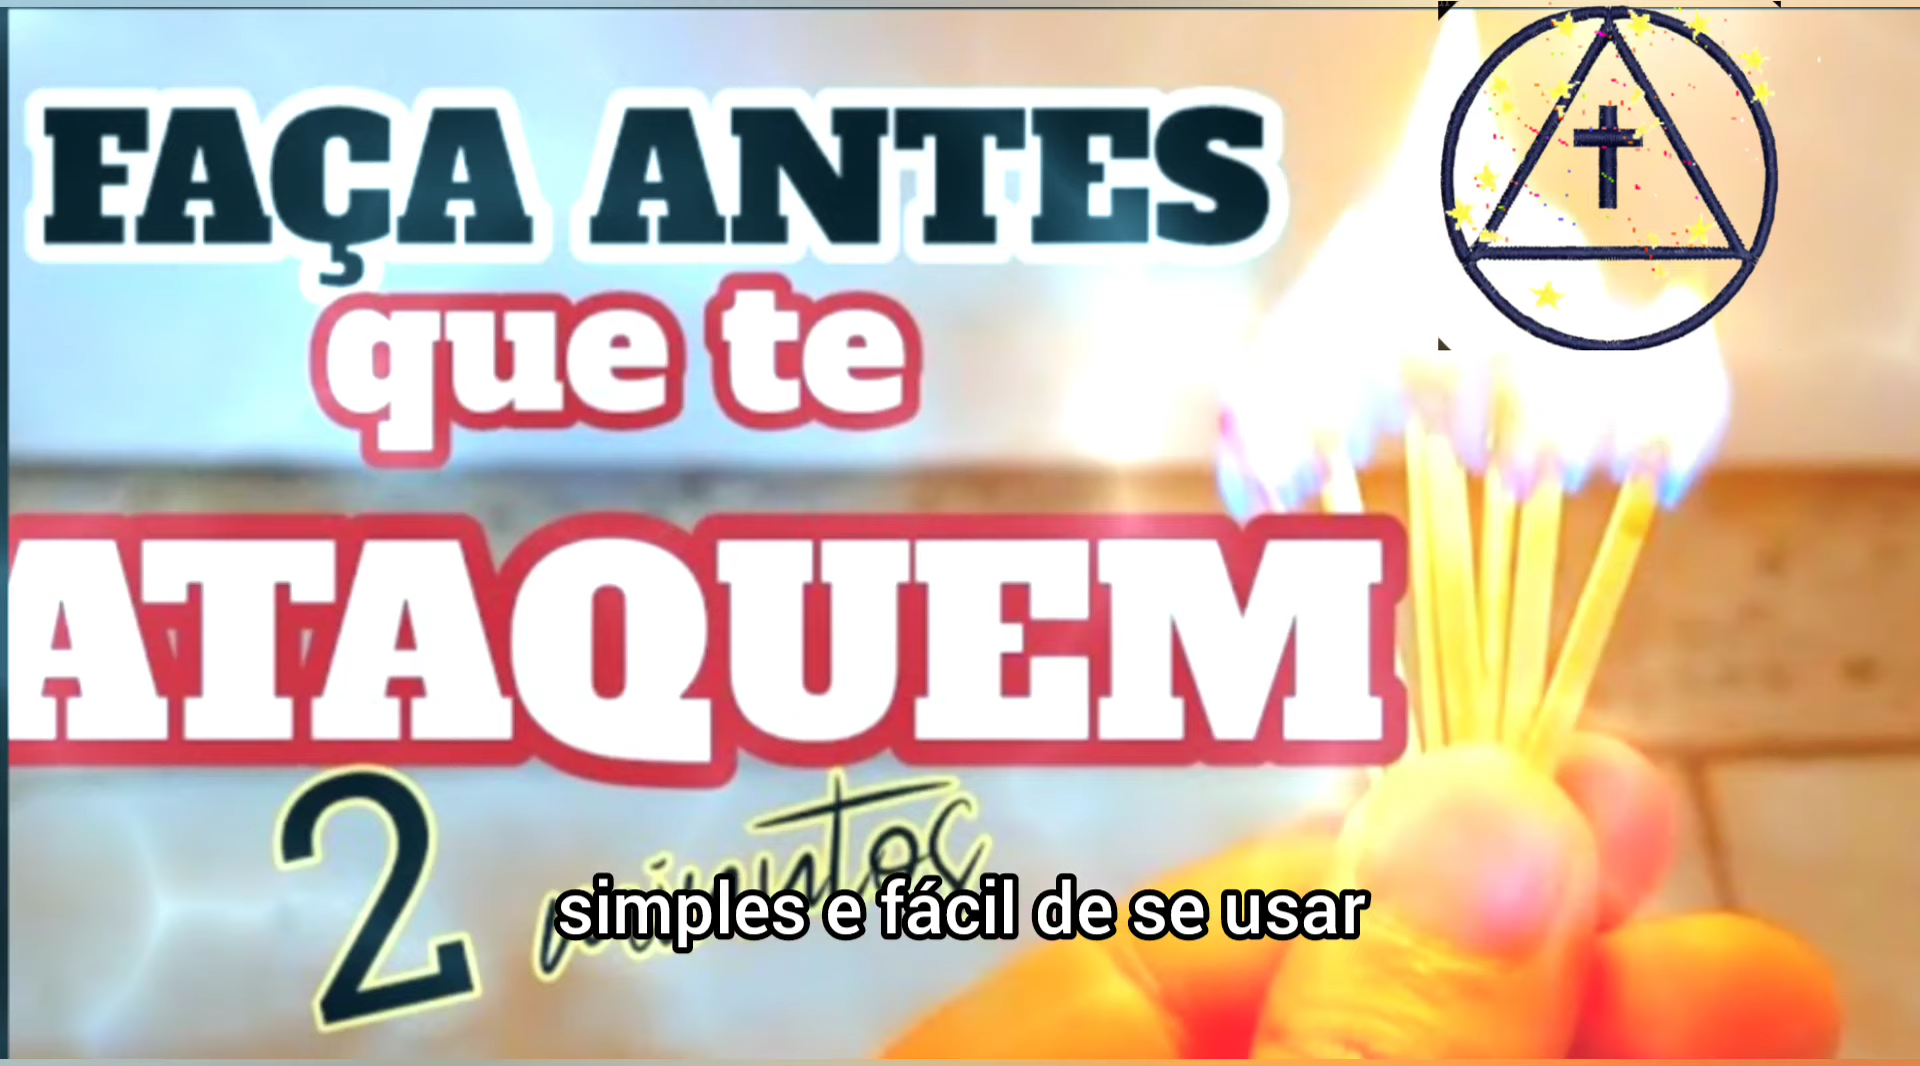 FAÇA ANTES
que te
ATAQUEM
2 minutos
simples e fácil de se usar